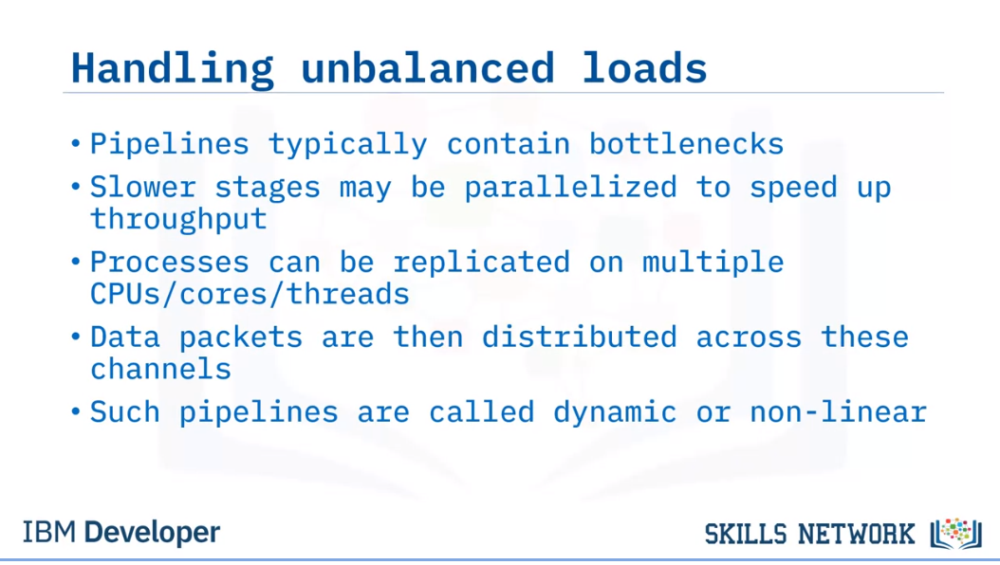 Handling unbalanced loads
• Pipelines typically contain bottlenecks
• Slower stages may be parallelized to speed up
throughput
• Processes can be replicated on multiple
CPUs/cores/threads
• Data packets are then distributed across these
channels
• Such pipelines are called dynamic or non-linear
IBM Developer
SKILLS NETWORK